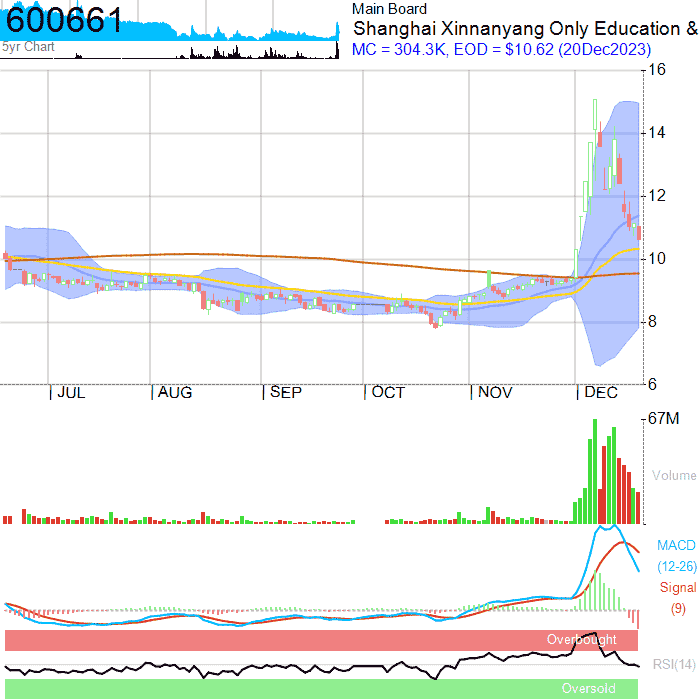 600661
5yr Chart
Main Board
Shanghai Xinnanyang Only Education &
MC = 304.3K, EOD = $10.62 (20Dec2023)
16
14
12
10
8
6
JUL AUG SEP OCT NOV DEC
67M
Volume
MACD
(12-26)
Signal
(9)
Overbought
RSI(14)
Oversold